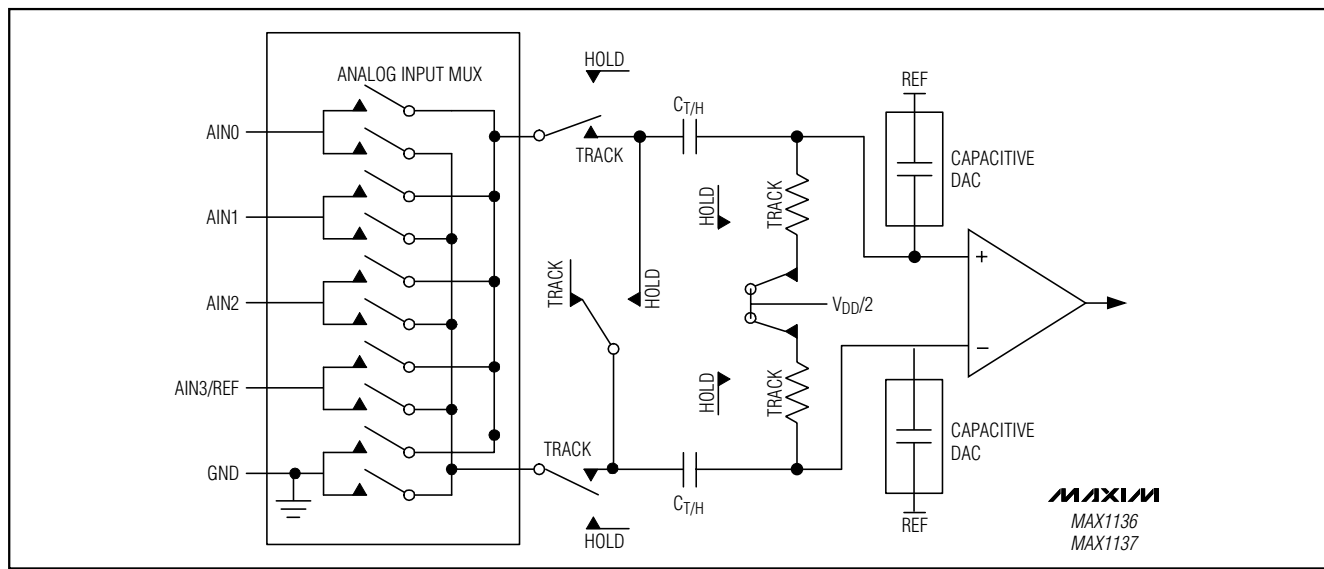 ANALOG INPUT MUX
AIN0
AIN1
AIN2
AIN3/REF
GND
HOLD
TRACK
CT/H
HOLD
TRACK
TRACK
HOLD
VDD/2
HOLD
TRACK
TRACK
HOLD
CT/H
REF
CAPACITIVE
DAC
+
−
CAPACITIVE
DAC
REF
MAXIM
MAX1136
MAX1137